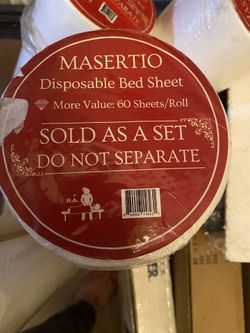 MASERTIO
Disposable Bed Sheet
More Value: 60 Sheets/Roll
SOLD AS A SET
DO NOT SEPARATE